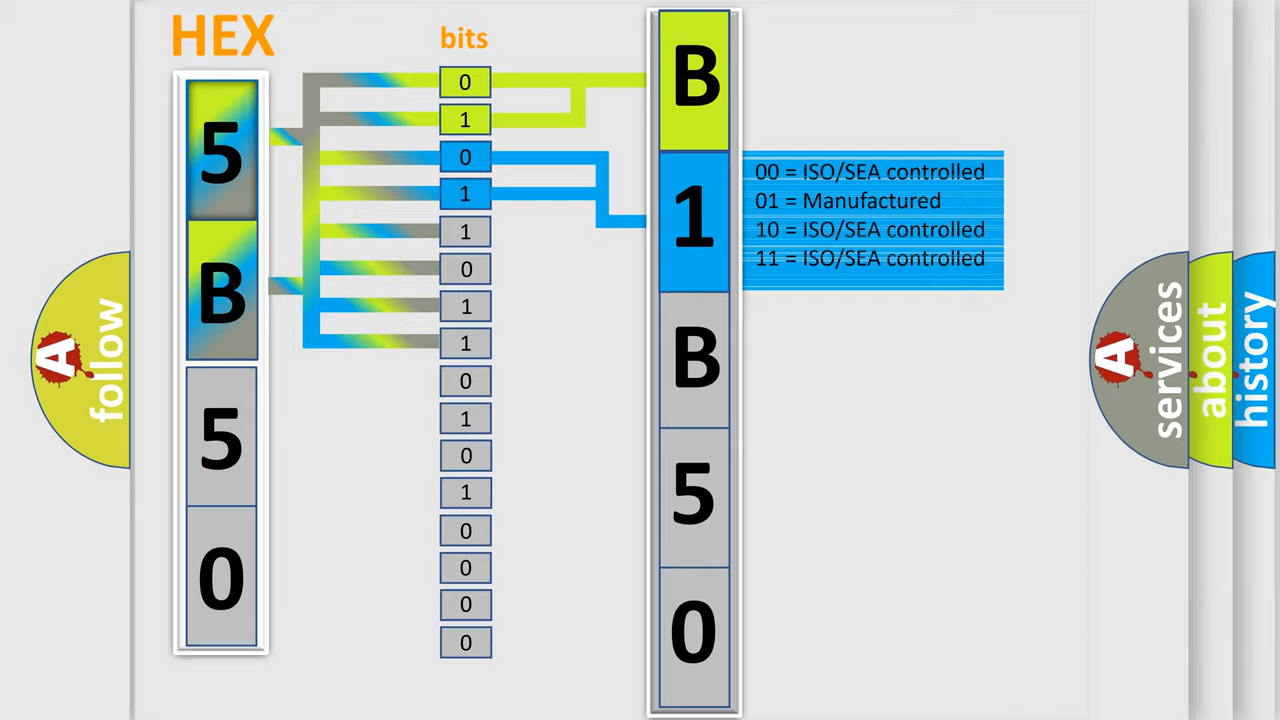 HEX
bits
5
B
5
0
0
1
0
1
1
0
1
1
0
1
0
1
0
0
0
0
B
1
B
5
0
00 = ISO/SEA controlled
01 = Manufactured
10 = ISO/SEA controlled
11 = ISO/SEA controlled
A
follow
A
services
about
history